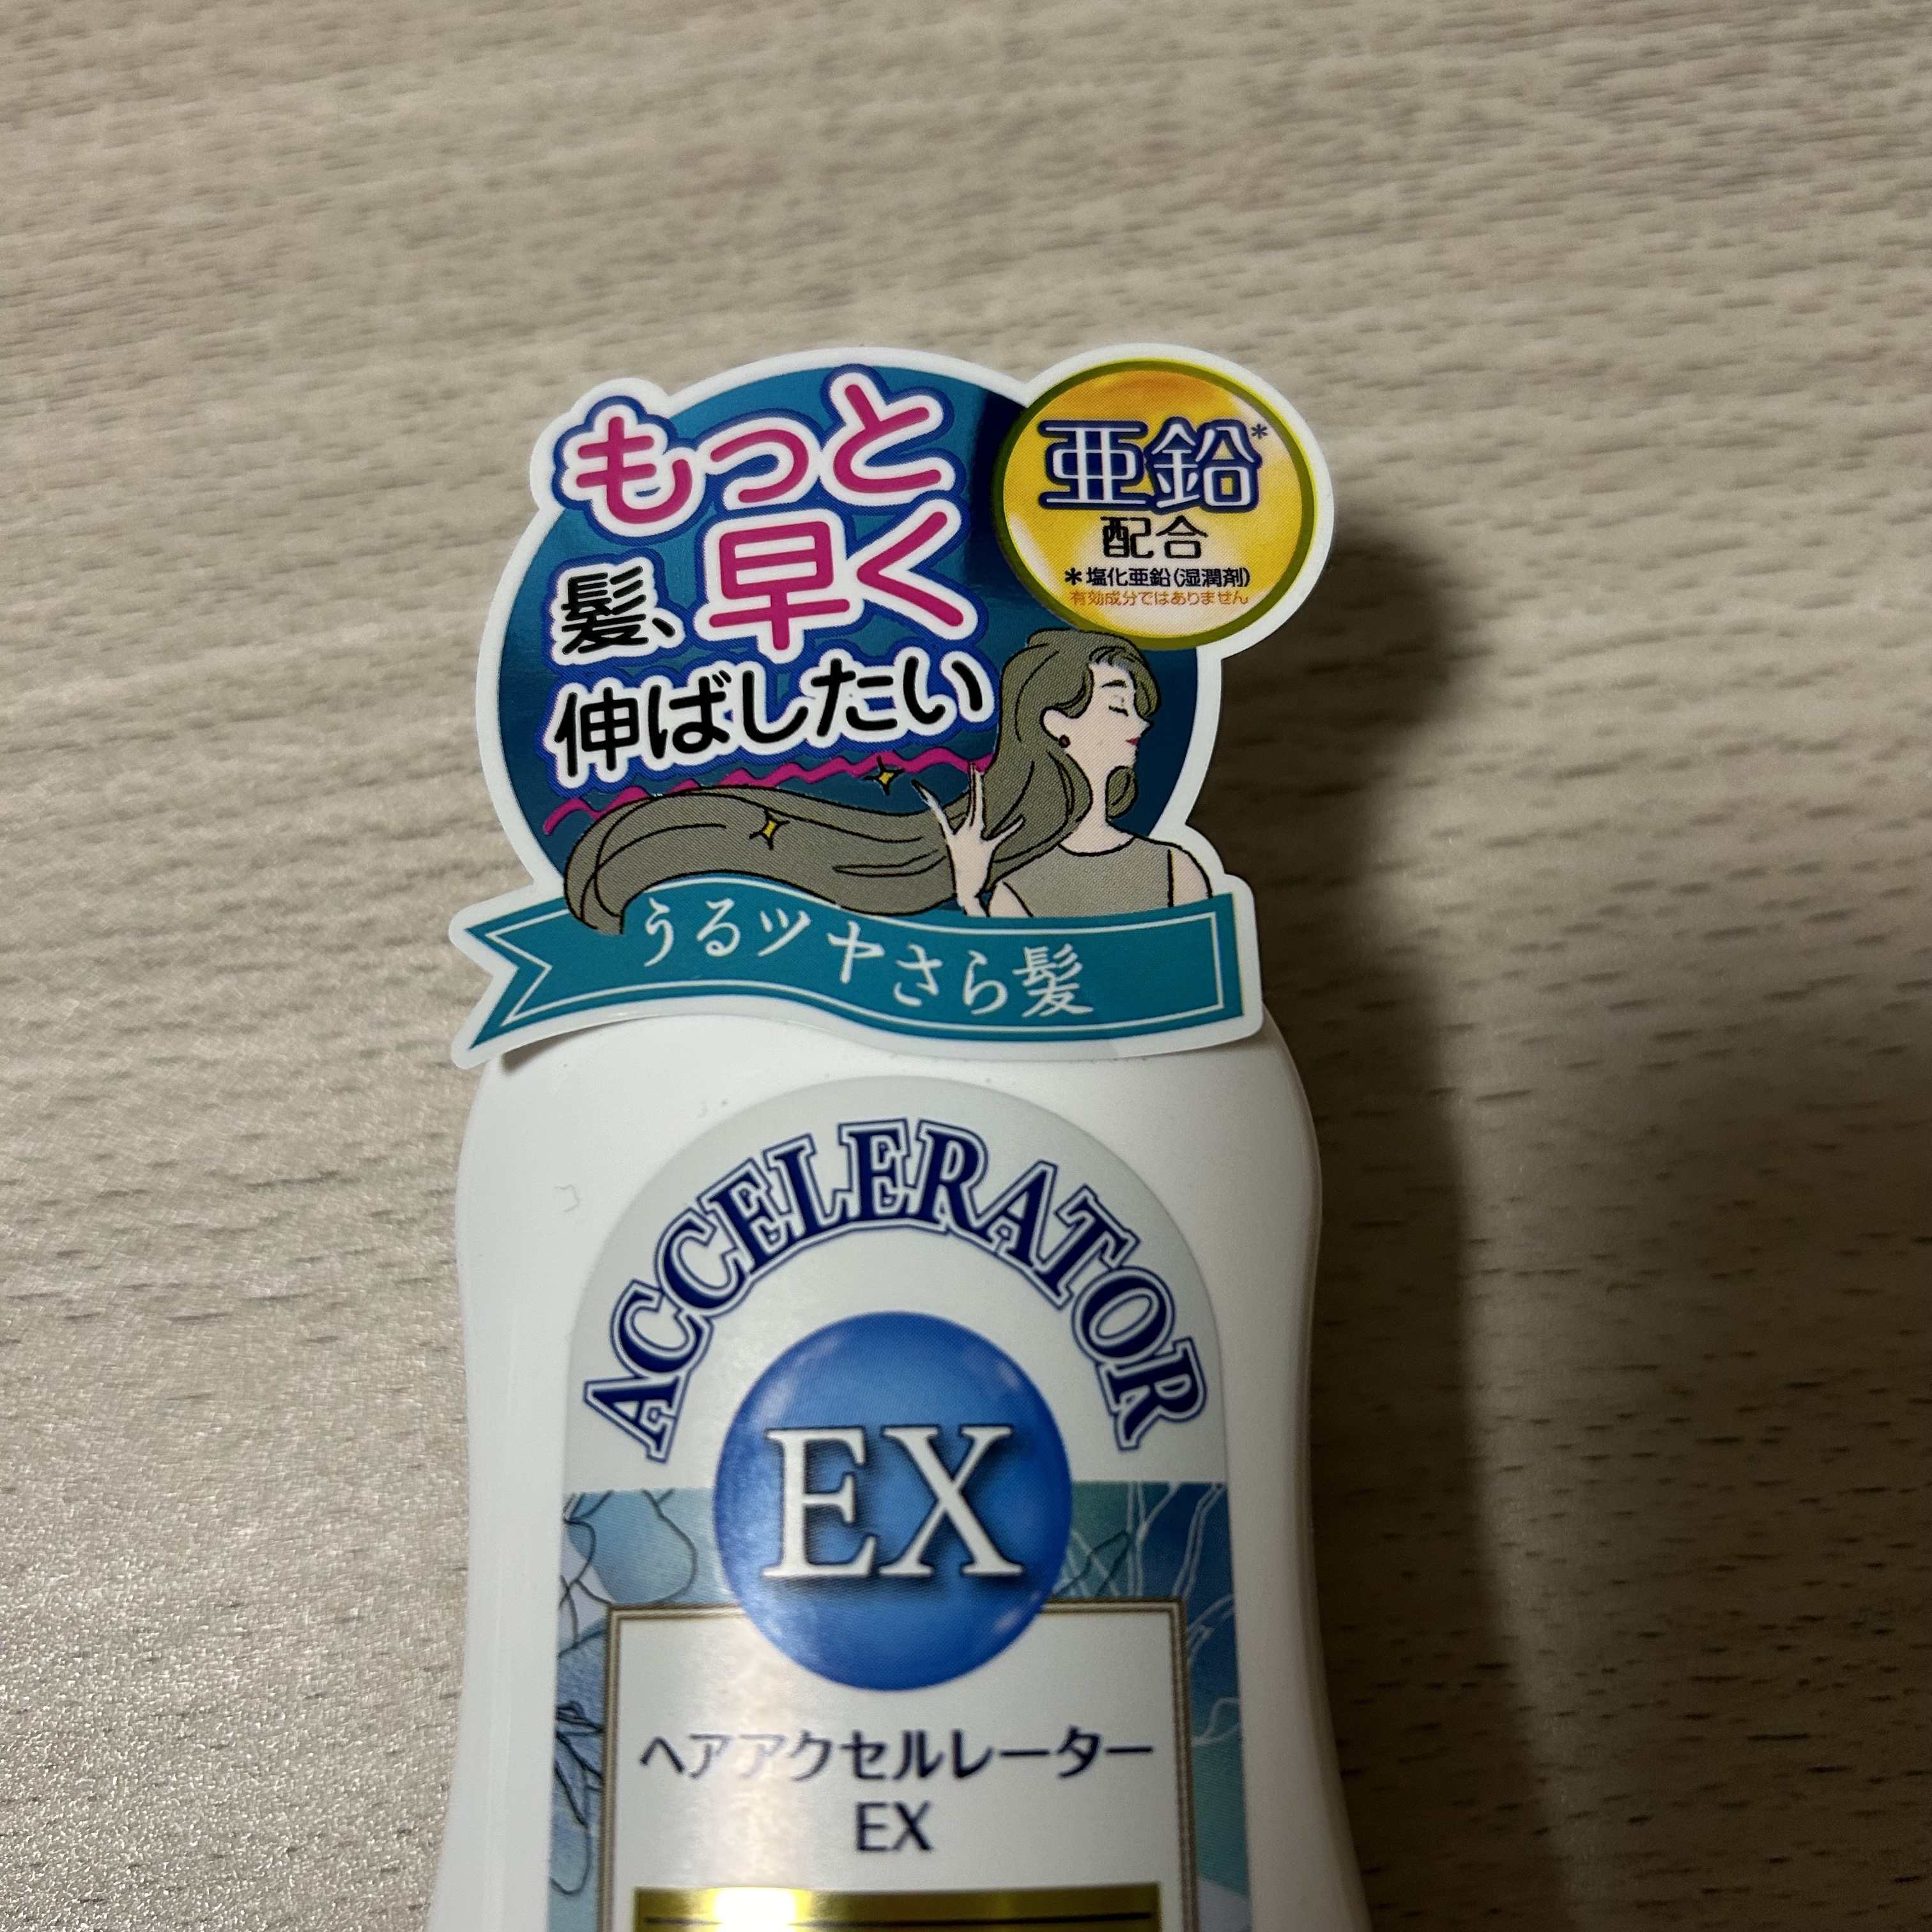 もっと
髪、早く
伸ばしたい
亜鉛*
配合
*塩化亜鉛(湿潤剤)
有効成分ではありません
うるツヤさら髪
ACCELERATOR
EX
ヘアアクセルレーター
EX